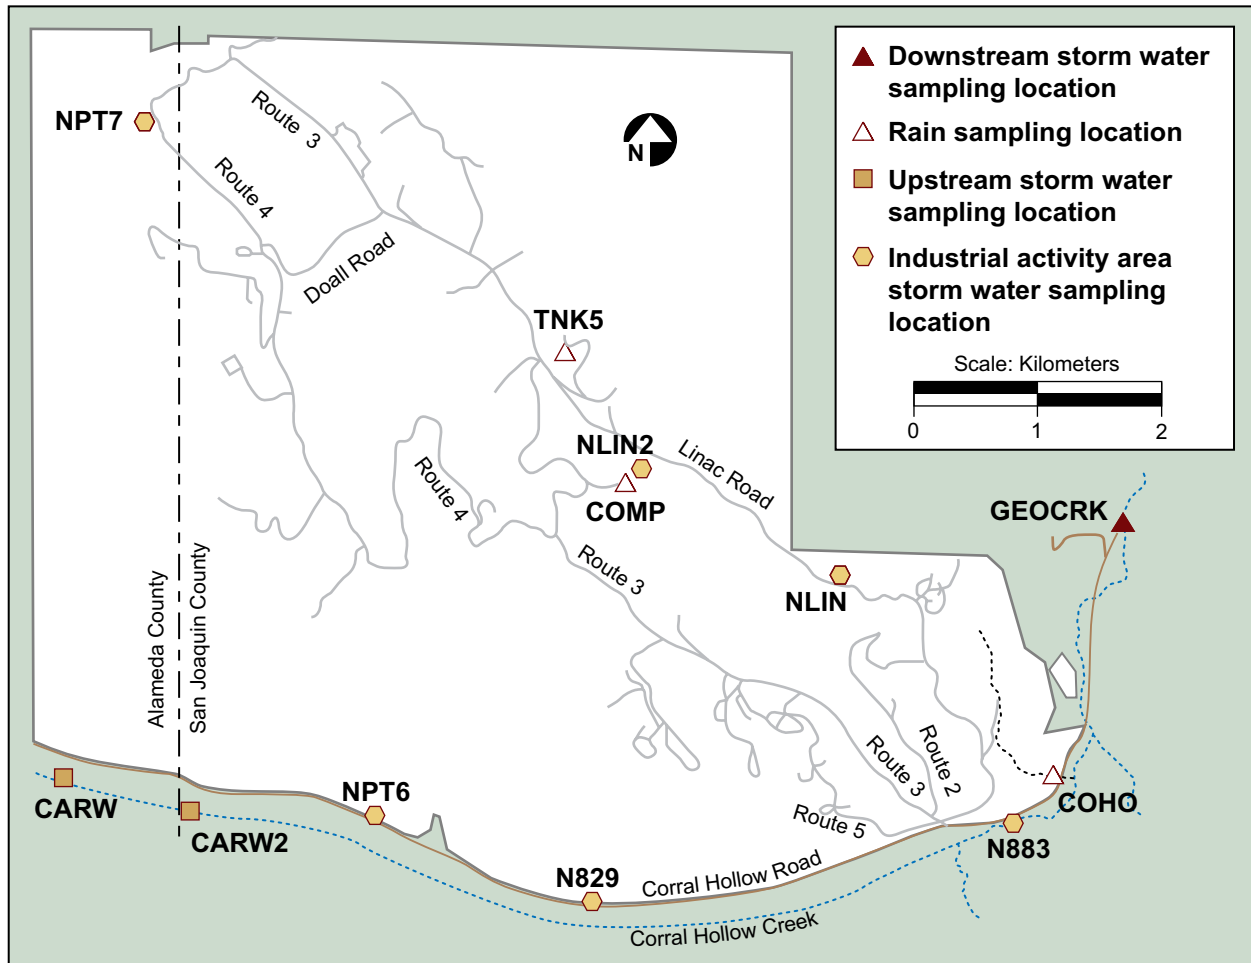 Downstream storm water
sampling location
Rain sampling location
Upstream storm water
sampling location
Industrial activity area
storm water sampling
location
Scale: Kilometers
0 1 2
N
NPT7
Route 3
Route 4
Doall Road
TNK5
NLIN2
COMP
Linac Road
Route 4
GEOCRK
Route 3
NLIN
Alameda County
San Joaquin County
Route 3
Route 2
CARW
CARW2
NPT6
Route 5
COHO
N883
N829
Corral Hollow Road
Corral Hollow Creek